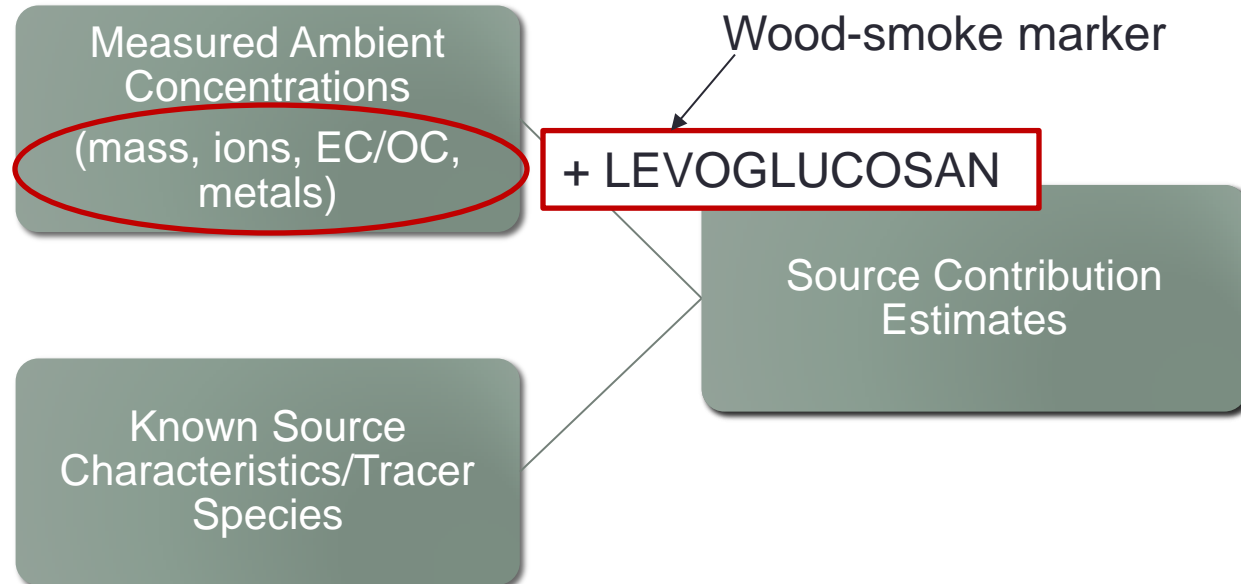 Measured Ambient
Concentrations
(mass, ions, EC/OC,
metals)
Wood-smoke marker
+ LEVOGLUCOSAN
Source Contribution
Estimates
Known Source
Characteristics/Tracer
Species